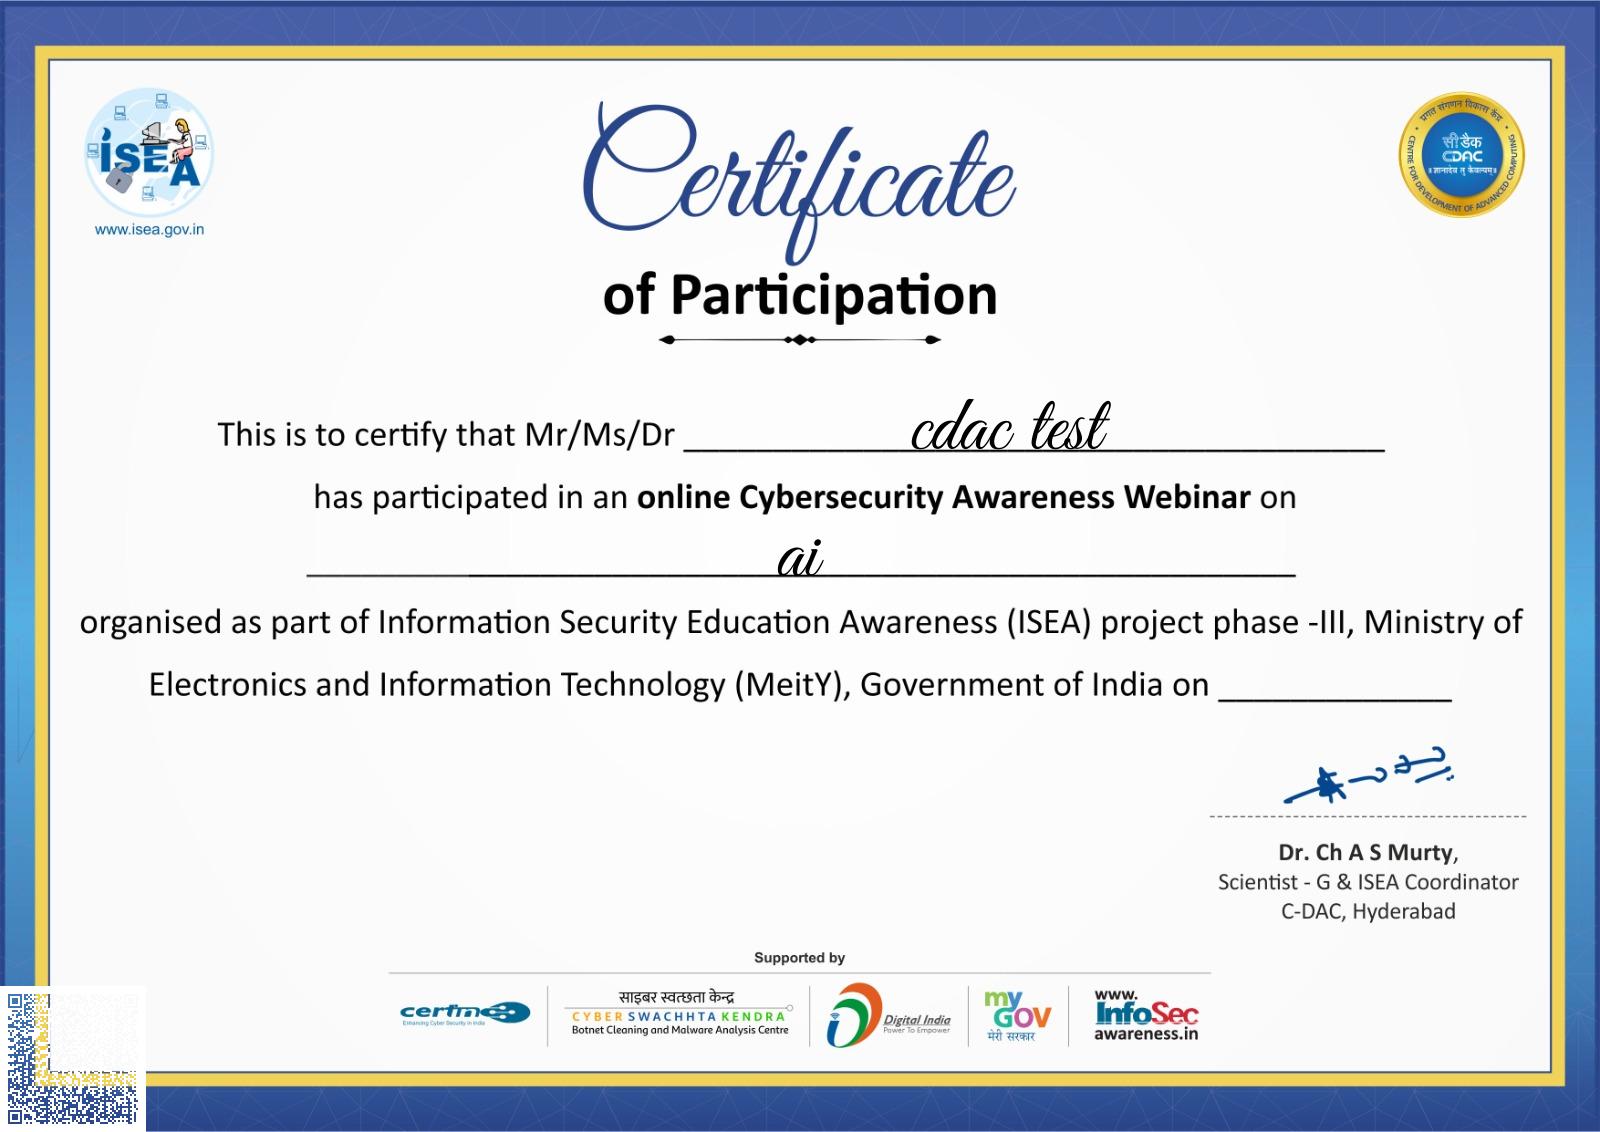 ISEA
www.isea.gov.in
प्रगत संगणन विकास केंद्र
सी डैक
CDAC
॥ज्ञानादेव तु कैवल्यम्॥
CENTRE FOR DEVELOPMENT OF ADVANCED COMPUTING
Certificate
of Participation
This is to certify that Mr/Ms/Dr cdac test
has participated in an online Cybersecurity Awareness Webinar on
ai
organised as part of Information Security Education Awareness (ISEA) project phase -III, Ministry of
Electronics and Information Technology (MeitY), Government of India on
Dr. Ch A S Murty,
Scientist - G & ISEA Coordinator
C-DAC, Hyderabad
Supported by
certin
Enhancing Cyber Security in India
साइबर स्वच्छता केन्द्र
CYBER SWACHHTA KENDRA
Botnet Cleaning and Malware Analysis Centre
Digital India
Power To Empower
my
GOV
मेरी सरकार
www.
InfoSec
awareness.in